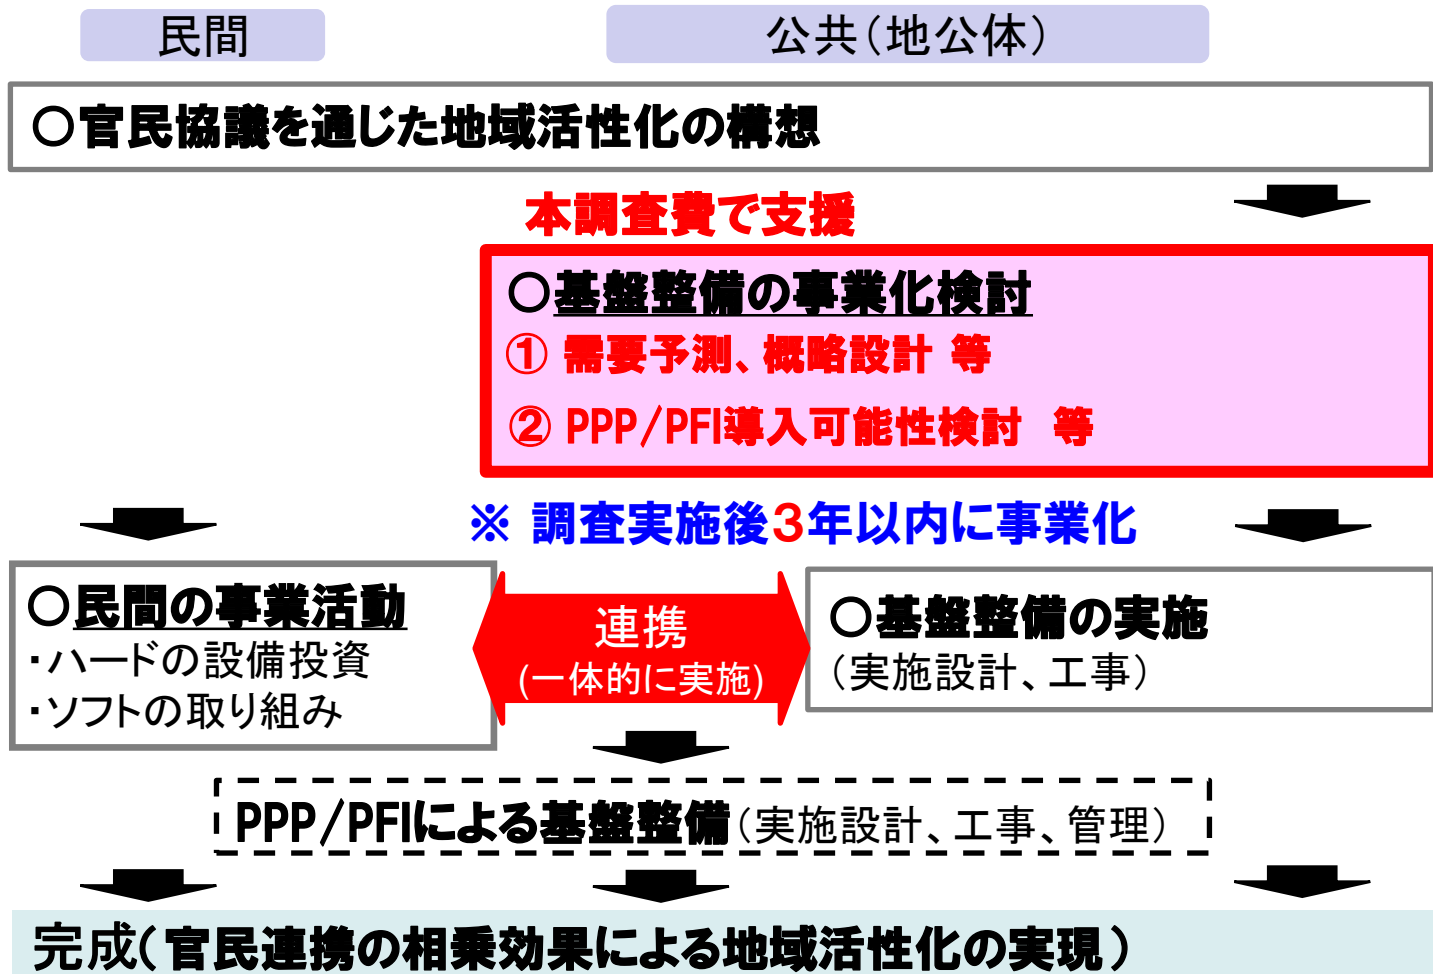 民間
公共（地公体）
○官民協議を通じた地域活性化の構想
本調査費で支援
○基盤整備の事業化検討
① 需要予測、概略設計 等
② PPP/PFI導入可能性検討　等
※ 調査実施後３年以内に事業化
○民間の事業活動
・ハードの設備投資
・ソフトの取り組み
連携
(一体的に実施)
○基盤整備の実施
（実施設計、工事）
PPP/PFIによる基盤整備（実施設計、工事、管理）
完成（官民連携の相乗効果による地域活性化の実現）